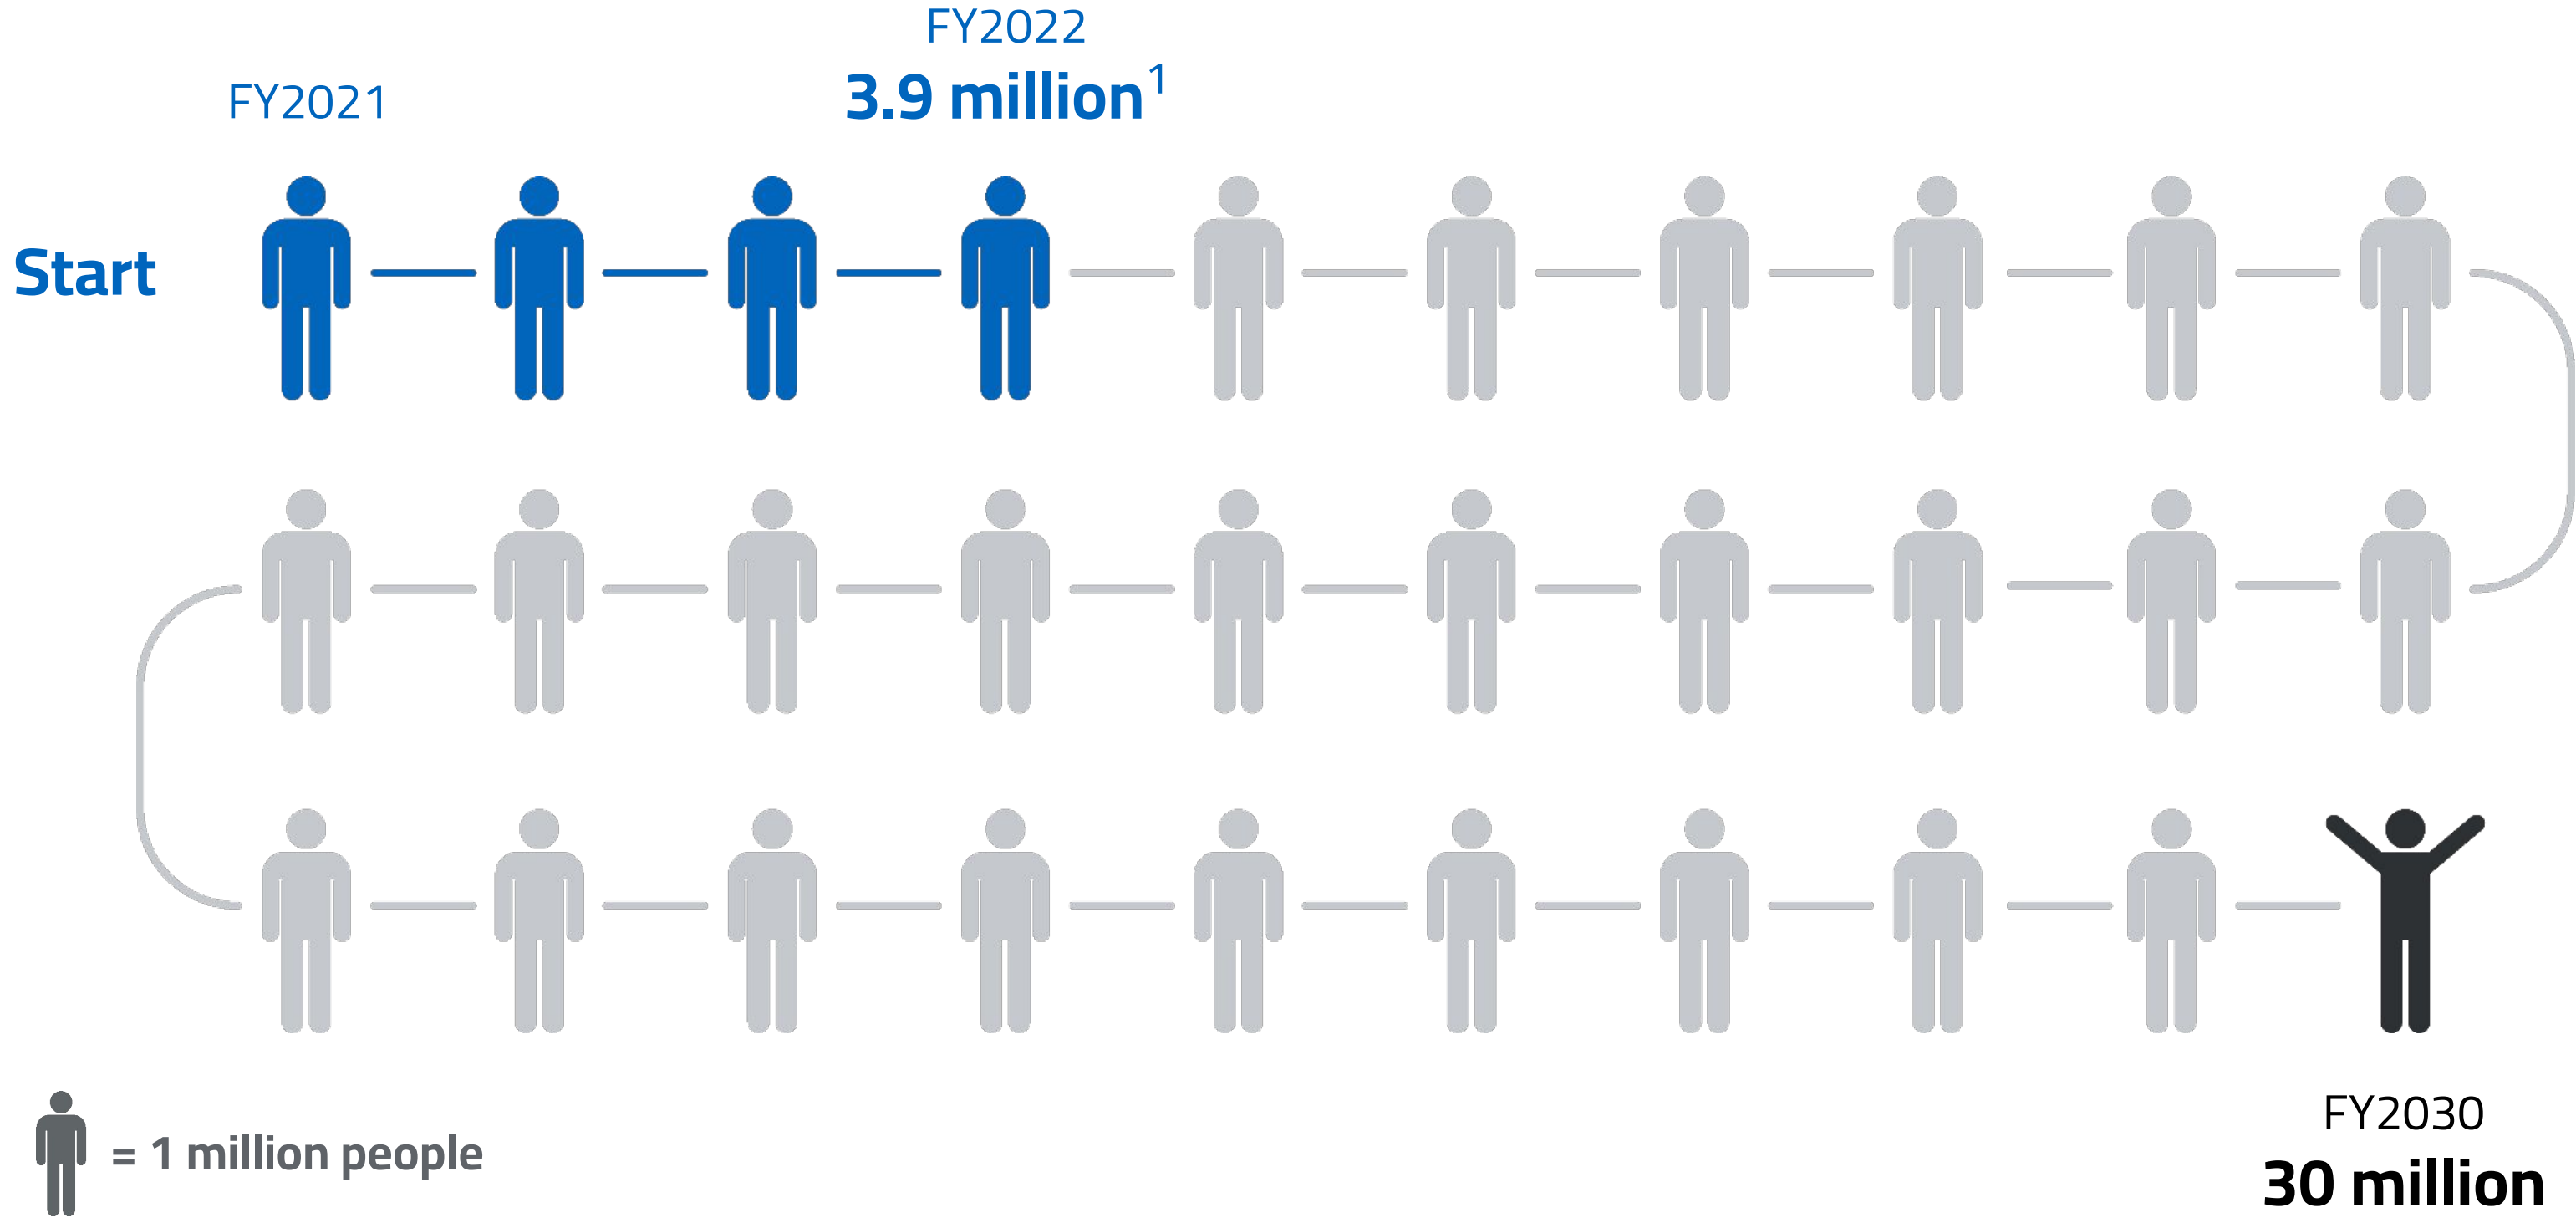 FY2022
3.9 million¹
FY2021
Start
= 1 million people
FY2030
30 million